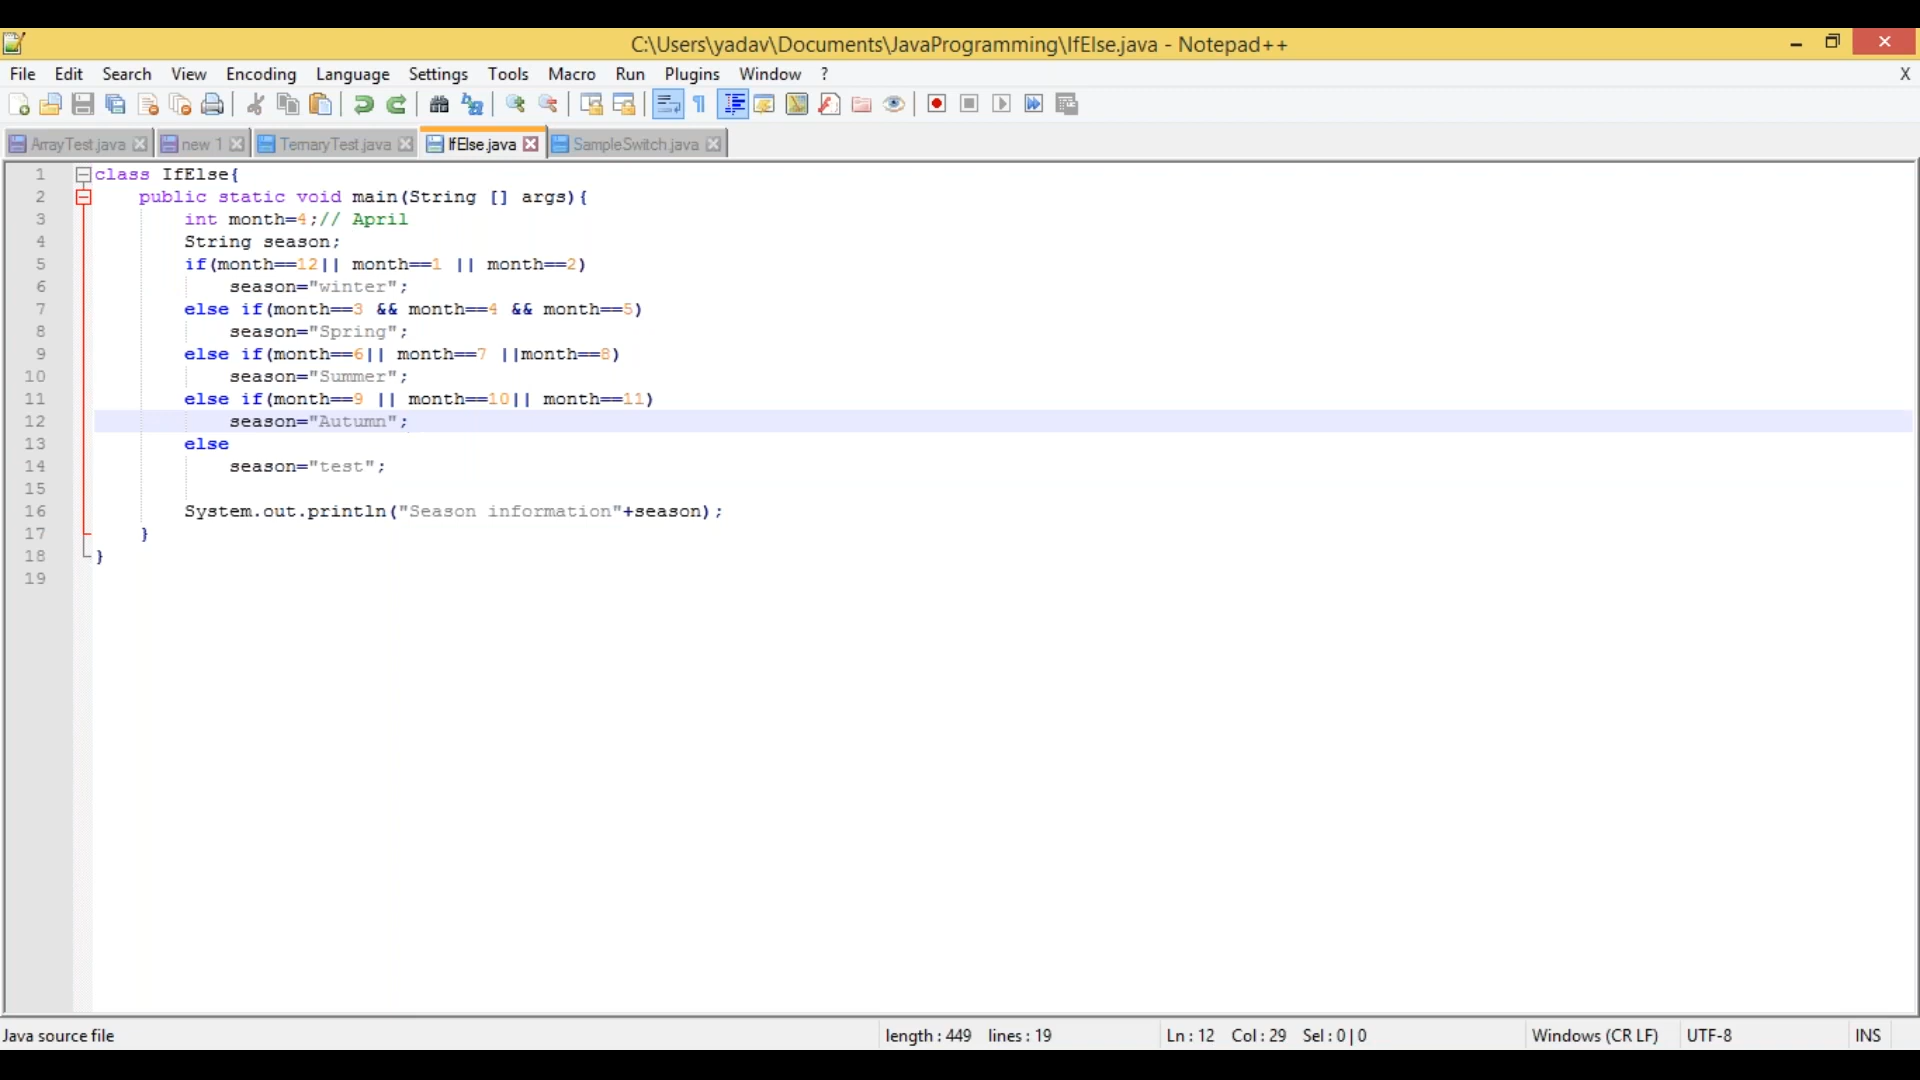 C:\Users\yadav\Documents\JavaProgramming\IfElse.java - Notepad++
File Edit Search View Encoding Language Settings Tools Macro Run Plugins Window ? X
ArrayTest.java new 1 TernaryTest.java IfElse.java SampleSwitch.java
1 class IfElse{
2 public static void main(String [] args){
3 int month=4;// April
4 String season;
5 if(month==12|| month==1 || month==2)
6 season="winter";
7 else if(month==3 && month==4 && month==5)
8 season="Spring";
9 else if(month==6|| month==7 ||month==8)
10 season="Summer";
11 else if(month==9 || month==10|| month==11)
12 season="Autumn";
13 else
14 season="test";
15
16 System.out.println("Season information"+season);
17 }
18 }
19
Java source file length : 449 lines : 19 Ln : 12 Col : 29 Sel : 0 | 0 Windows (CR LF) UTF-8 INS